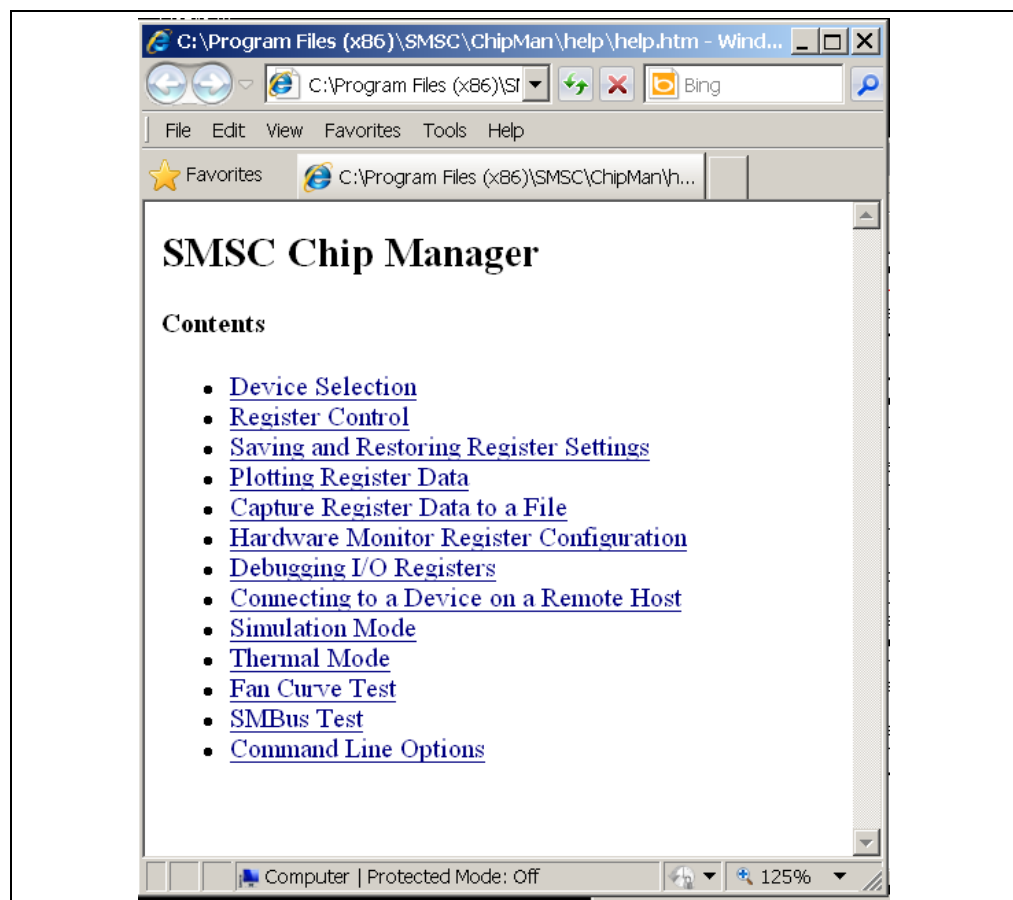 C:\Program Files (x86)\SMSC\ChipMan\help\help.htm - Wind...
C:\Program Files (x86)\S
Bing
File Edit View Favorites Tools Help
Favorites
C:\Program Files (x86)\SMSC\ChipMan\h...
SMSC Chip Manager
Contents
Device Selection
Register Control
Saving and Restoring Register Settings
Plotting Register Data
Capture Register Data to a File
Hardware Monitor Register Configuration
Debugging I/O Registers
Connecting to a Device on a Remote Host
Simulation Mode
Thermal Mode
Fan Curve Test
SMBus Test
Command Line Options
Computer | Protected Mode: Off
125%